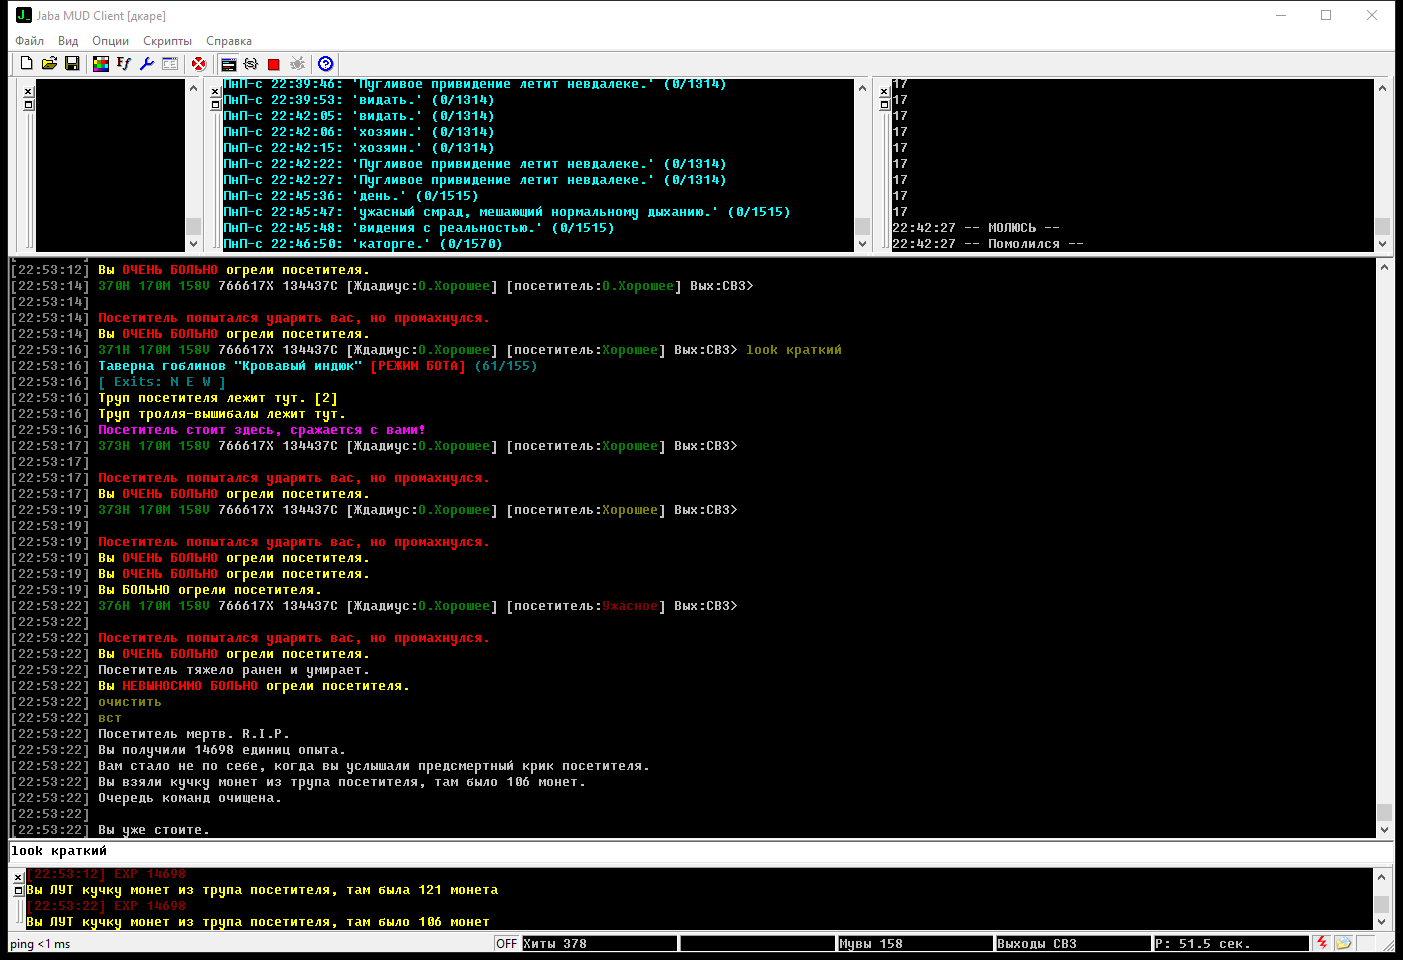 Jaba MUD Client [дкаре]
Файл Вид Опции Скрипты Справка
ПнП-с 22:39:46: 'Пугливое привидение летит невдалеке.' (0/1314)
ПнП-с 22:39:53: 'видать.' (0/1314)
ПнП-с 22:42:05: 'видать.' (0/1314)
ПнП-с 22:42:06: 'хозяин.' (0/1314)
ПнП-с 22:42:15: 'хозяин.' (0/1314)
ПнП-с 22:42:22: 'Пугливое привидение летит невдалеке.' (0/1314)
ПнП-с 22:42:27: 'Пугливое привидение летит невдалеке.' (0/1314)
ПнП-с 22:45:36: 'день.' (0/1515)
ПнП-с 22:45:47: 'ужасный смрад, мешающий нормальному дыханию.' (0/1515)
ПнП-с 22:45:48: 'видения с реальностью.' (0/1515)
ПнП-с 22:46:50: 'каторге.' (0/1570)
17
17
17
17
17
17
17
17
17
22:42:27 -- МОЛЮСЬ --
22:42:27 -- Помолился --
[22:53:12] Вы ОЧЕНЬ БОЛЬНО огрели посетителя.
[22:53:14] 370H 170M 158V 766617X 134437C [Ждадиус:О.Хорошее] [посетитель:О.Хорошее] Вых:СВЗ>
[22:53:14]
[22:53:14] Посетитель попытался ударить вас, но промахнулся.
[22:53:14] Вы ОЧЕНЬ БОЛЬНО огрели посетителя.
[22:53:16] 371H 170M 158V 766617X 134437C [Ждадиус:О.Хорошее] [посетитель:Хорошее] Вых:СВЗ> look краткий
[22:53:16] Таверна гоблинов "Кровавый индюк" [РЕЖИМ БОТА] (61/155)
[22:53:16] [ Exits: N E W ]
[22:53:16] Труп посетителя лежит тут. [2]
[22:53:16] Труп тролля-вышибалы лежит тут.
[22:53:16] Посетитель стоит здесь, сражается с вами!
[22:53:17] 373H 170M 158V 766617X 134437C [Ждадиус:О.Хорошее] [посетитель:Хорошее] Вых:СВЗ>
[22:53:17]
[22:53:17] Посетитель попытался ударить вас, но промахнулся.
[22:53:17] Вы ОЧЕНЬ БОЛЬНО огрели посетителя.
[22:53:19] 373H 170M 158V 766617X 134437C [Ждадиус:О.Хорошее] [посетитель:Хорошее] Вых:СВЗ>
[22:53:19]
[22:53:19] Посетитель попытался ударить вас, но промахнулся.
[22:53:19] Вы ОЧЕНЬ БОЛЬНО огрели посетителя.
[22:53:19] Вы ОЧЕНЬ БОЛЬНО огрели посетителя.
[22:53:19] Вы БОЛЬНО огрели посетителя.
[22:53:22] 376H 170M 158V 766617X 134437C [Ждадиус:О.Хорошее] [посетитель:Ужасное] Вых:СВЗ>
[22:53:22]
[22:53:22] Посетитель попытался ударить вас, но промахнулся.
[22:53:22] Вы ОЧЕНЬ БОЛЬНО огрели посетителя.
[22:53:22] Посетитель тяжело ранен и умирает.
[22:53:22] Вы НЕВЫНОСИМО БОЛЬНО огрели посетителя.
[22:53:22] очистить
[22:53:22] вст
[22:53:22] Посетитель мертв. R.I.P.
[22:53:22] Вы получили 14698 единиц опыта.
[22:53:22] Вам стало не по себе, когда вы услышали предсмертный крик посетителя.
[22:53:22] Вы взяли кучку монет из трупа посетителя, там было 106 монет.
[22:53:22] Очередь команд очищена.
[22:53:22]
[22:53:22] Вы уже стоите.
look краткий
[22:53:12] EXP 14698
Вы ЛУТ кучку монет из трупа посетителя, там была 121 монета
[22:53:22] EXP 14698
Вы ЛУТ кучку монет из трупа посетителя, там было 106 монет
ping <1 ms OFF Хиты 378 Мувы 158 Выходы СВЗ Р: 51.5 сек.